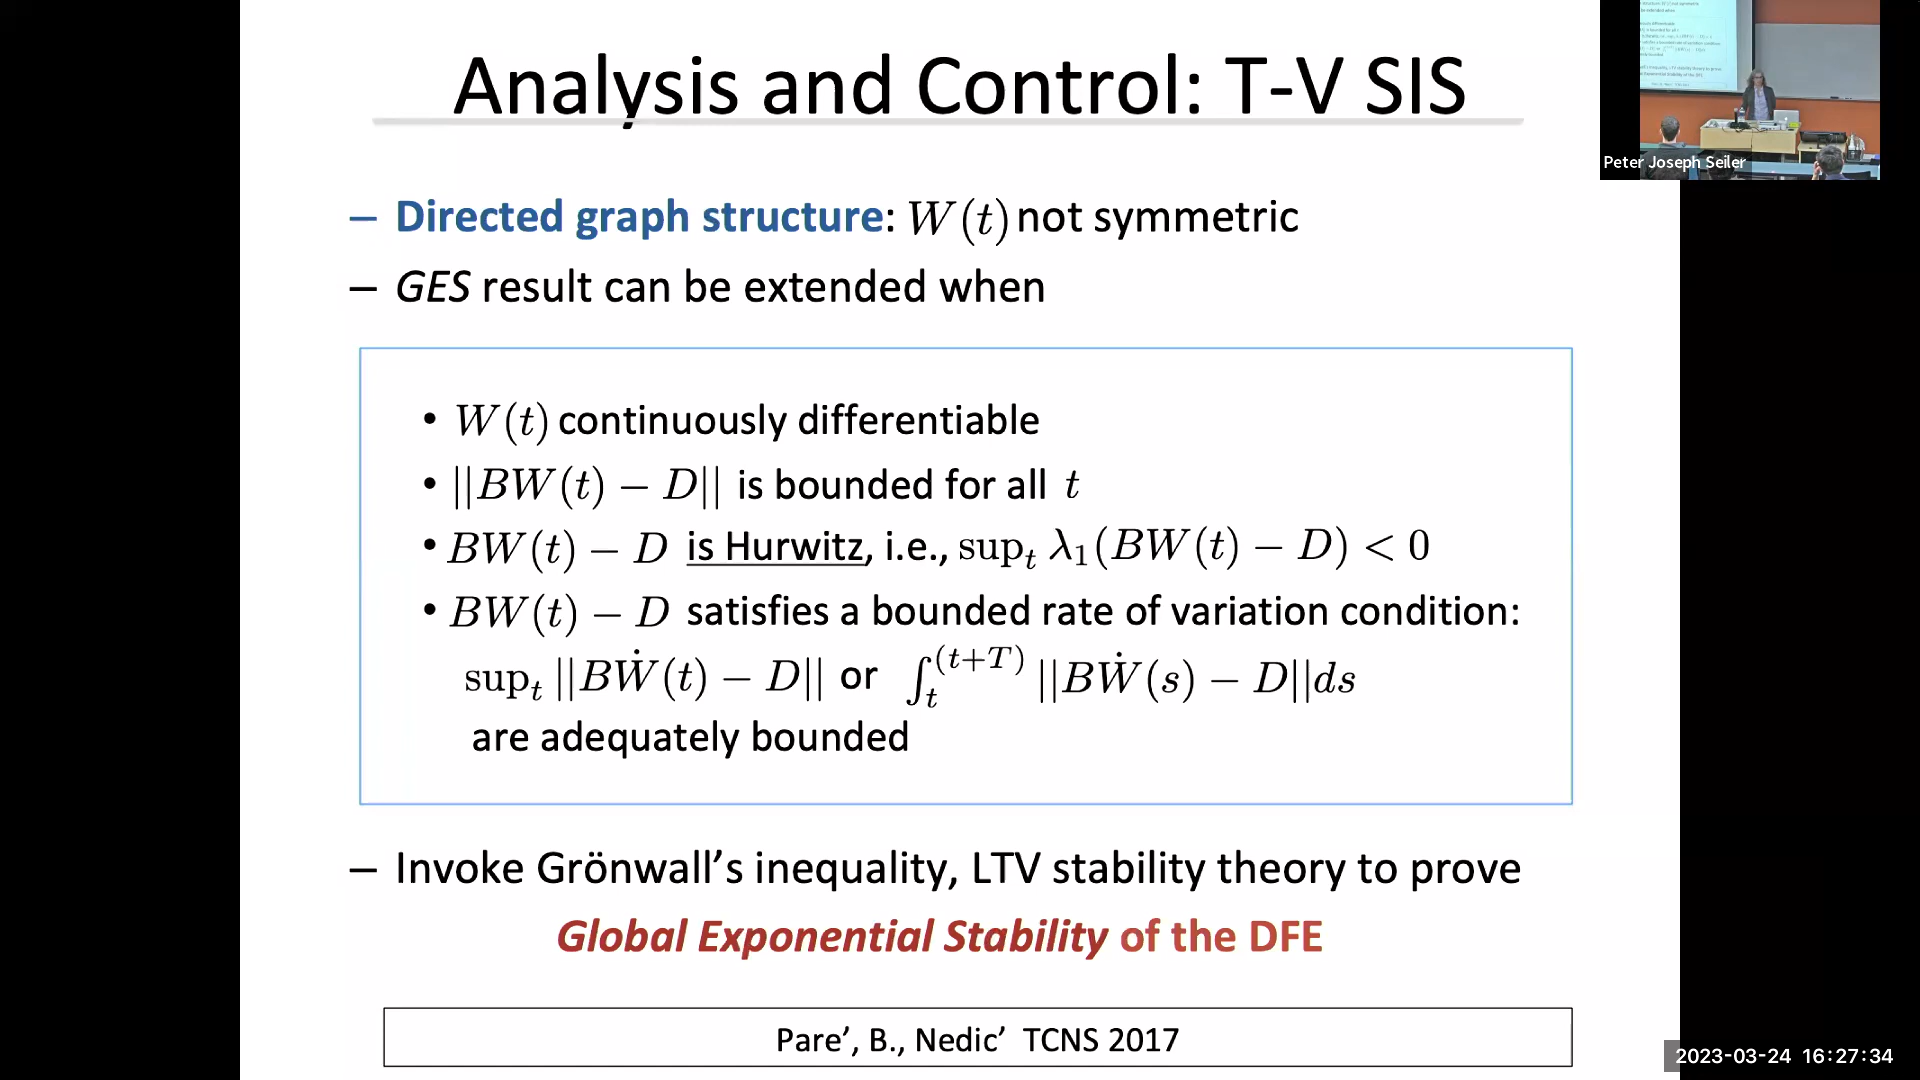 Analysis and Control: T-V SIS
Peter Joseph Seiler
– Directed graph structure: W(t) not symmetric
– GES result can be extended when
• W(t) continuously differentiable
• ||BW(t) − D|| is bounded for all t
• BW(t) − D is Hurwitz, i.e., sup_t λ₁(BW(t) − D) < 0
• BW(t) − D satisfies a bounded rate of variation condition:
sup_t ||BẆ(t) − D|| or ∫_t^(t+T) ||BẆ(s) − D||ds
are adequately bounded
– Invoke Grönwall’s inequality, LTV stability theory to prove
Global Exponential Stability of the DFE
Pare’, B., Nedic’ TCNS 2017
2023-03-24 16:27:34